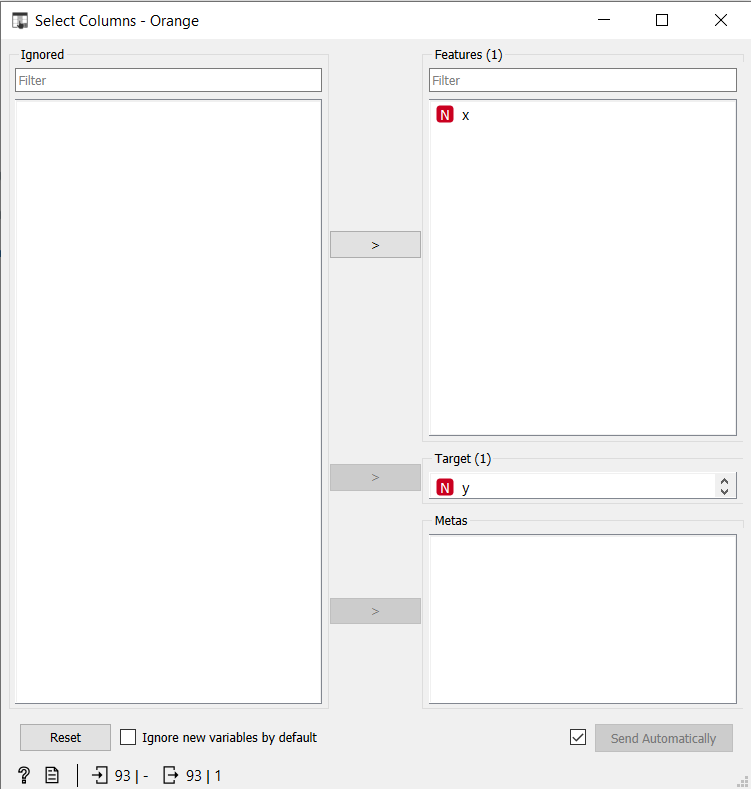 Select Columns - Orange
Ignored
Filter
Features (1)
Filter
N x
>
>
Target (1)
N y
Metas
>
Reset
Ignore new variables by default
Send Automatically
? 93 | - 93 | 1